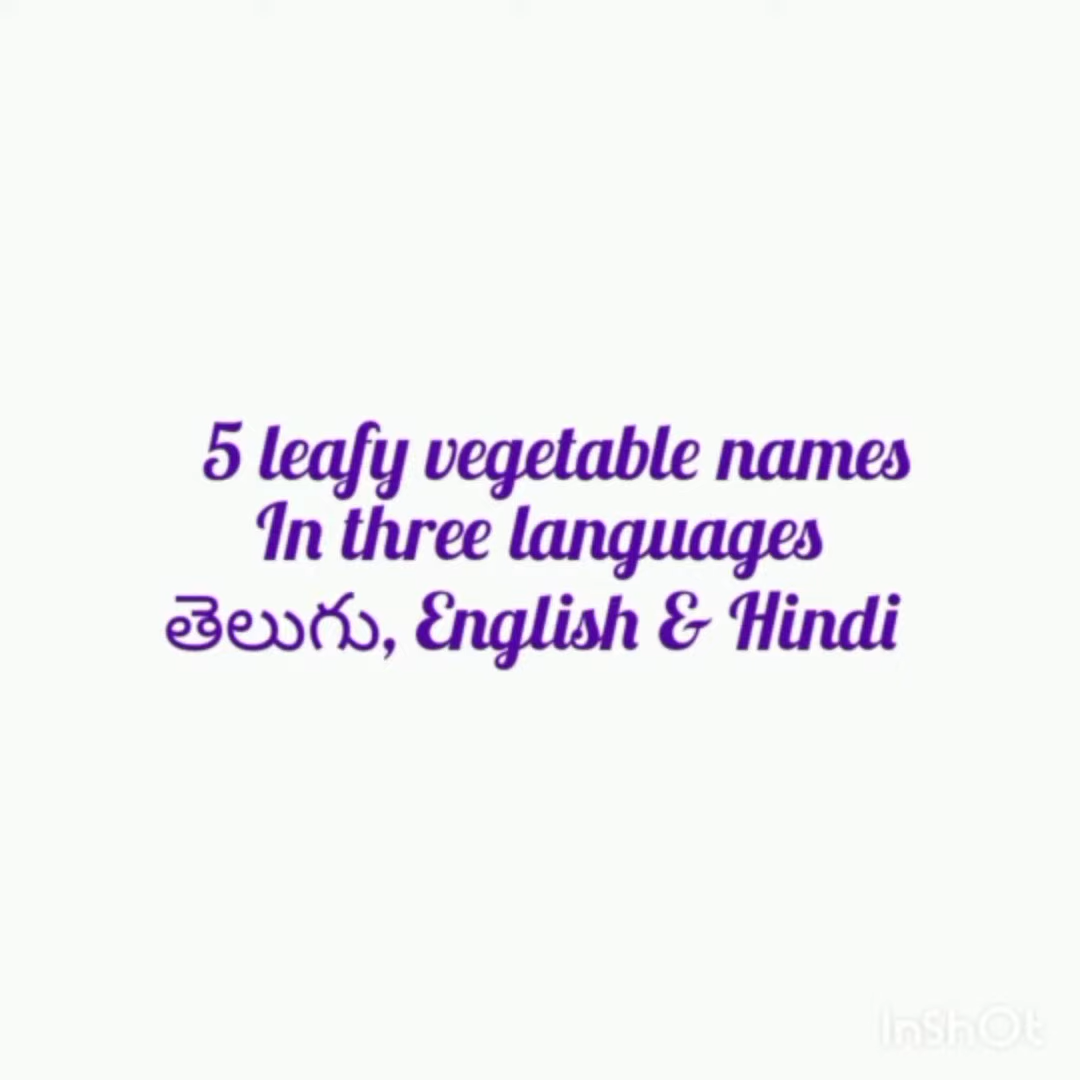 5 leafy vegetable names
In three languages
తెలుగు, English & Hindi
InShOt